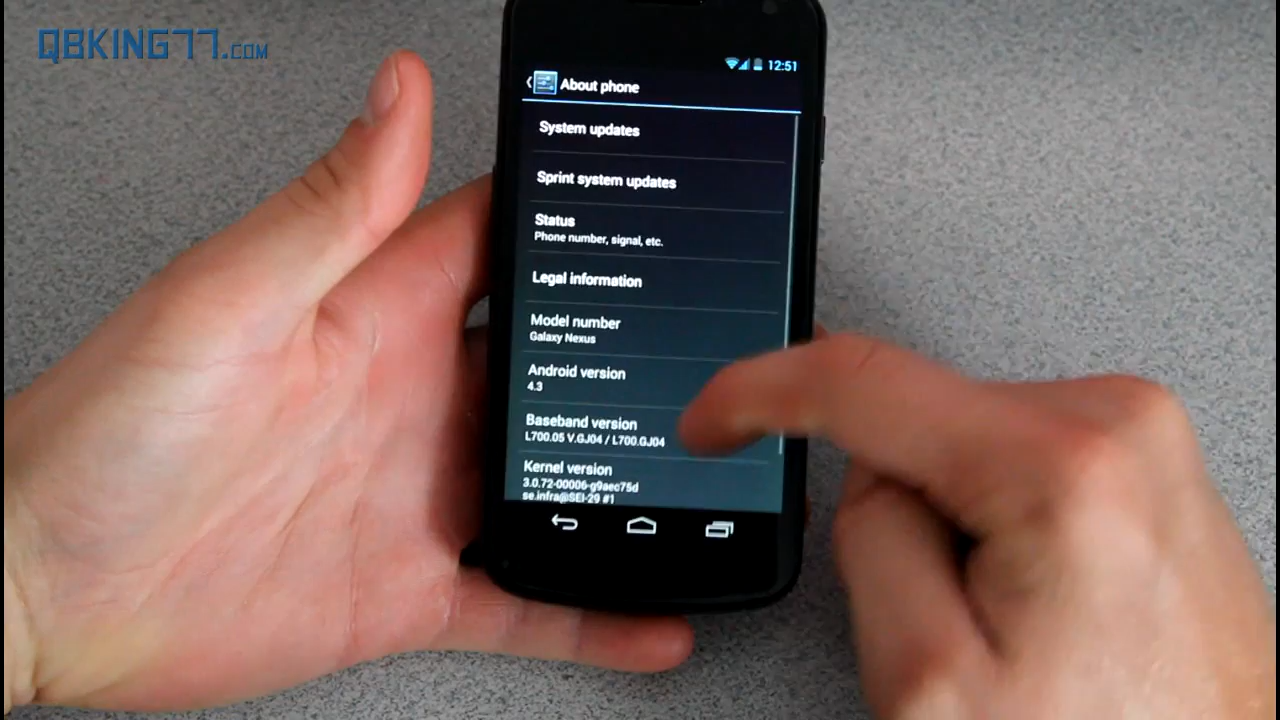 QBKING77.COM
12:51
About phone
System updates
Sprint system updates
Status
Phone number, signal, etc.
Legal information
Model number
Galaxy Nexus
Android version
4.3
Baseband version
L700.05 V.GJ04 / L700.GJ04
Kernel version
3.0.72-00006-g9aec75d
se.infra@SEI-29 #1